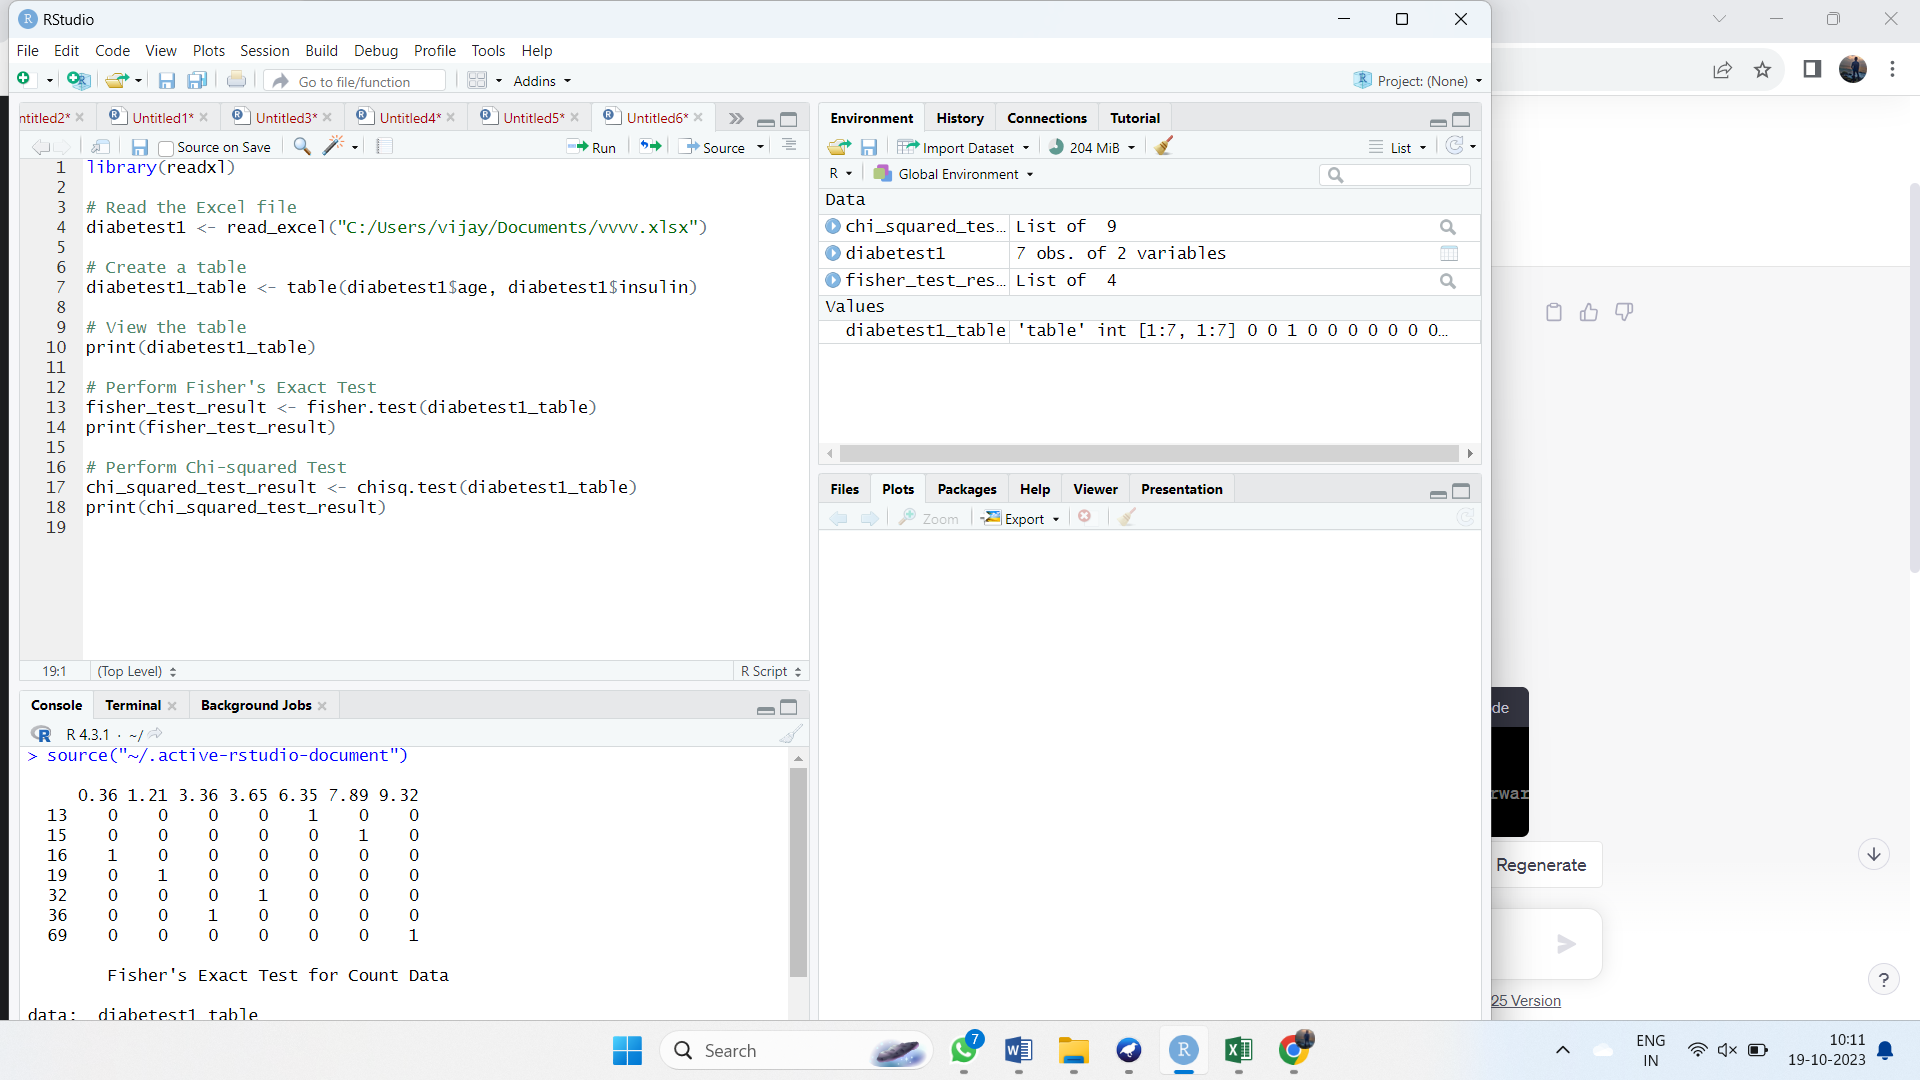 RStudio
File Edit Code View Plots Session Build Debug Profile Tools Help
Go to file/function Addins Project: (None)
ntitled2* Untitled1* Untitled3* Untitled4* Untitled5* Untitled6*
Source on Save Run Source
1 library(readxl)
2
3 # Read the Excel file
4 diabetest1 <- read_excel("C:/Users/vijay/Documents/vvvv.xlsx")
5
6 # Create a table
7 diabetest1_table <- table(diabetest1$age, diabetest1$insulin)
8
9 # View the table
10 print(diabetest1_table)
11
12 # Perform Fisher's Exact Test
13 fisher_test_result <- fisher.test(diabetest1_table)
14 print(fisher_test_result)
15
16 # Perform Chi-squared Test
17 chi_squared_test_result <- chisq.test(diabetest1_table)
18 print(chi_squared_test_result)
19
19:1 (Top Level) R Script
Console Terminal Background Jobs
R 4.3.1 · ~/
> source("~/.active-rstudio-document")
0.36 1.21 3.36 3.65 6.35 7.89 9.32
13 0 0 0 0 1 0 0
15 0 0 0 0 0 1 0
16 1 0 0 0 0 0 0
19 0 1 0 0 0 0 0
32 0 0 0 1 0 0 0
36 0 0 1 0 0 0 0
69 0 0 0 0 0 0 1
Fisher's Exact Test for Count Data
data: diabetest1_table
Environment History Connections Tutorial
Import Dataset 204 MiB List
R Global Environment
Data
chi_squared_tes… List of 9
diabetest1 7 obs. of 2 variables
fisher_test_res… List of 4
Values
diabetest1_table 'table' int [1:7, 1:7] 0 0 1 0 0 0 0 0 0 0…
Files Plots Packages Help Viewer Presentation
Zoom Export
de
rwar
Regenerate
25 Version
?
Search
7
ENG
IN
10:11
19-10-2023